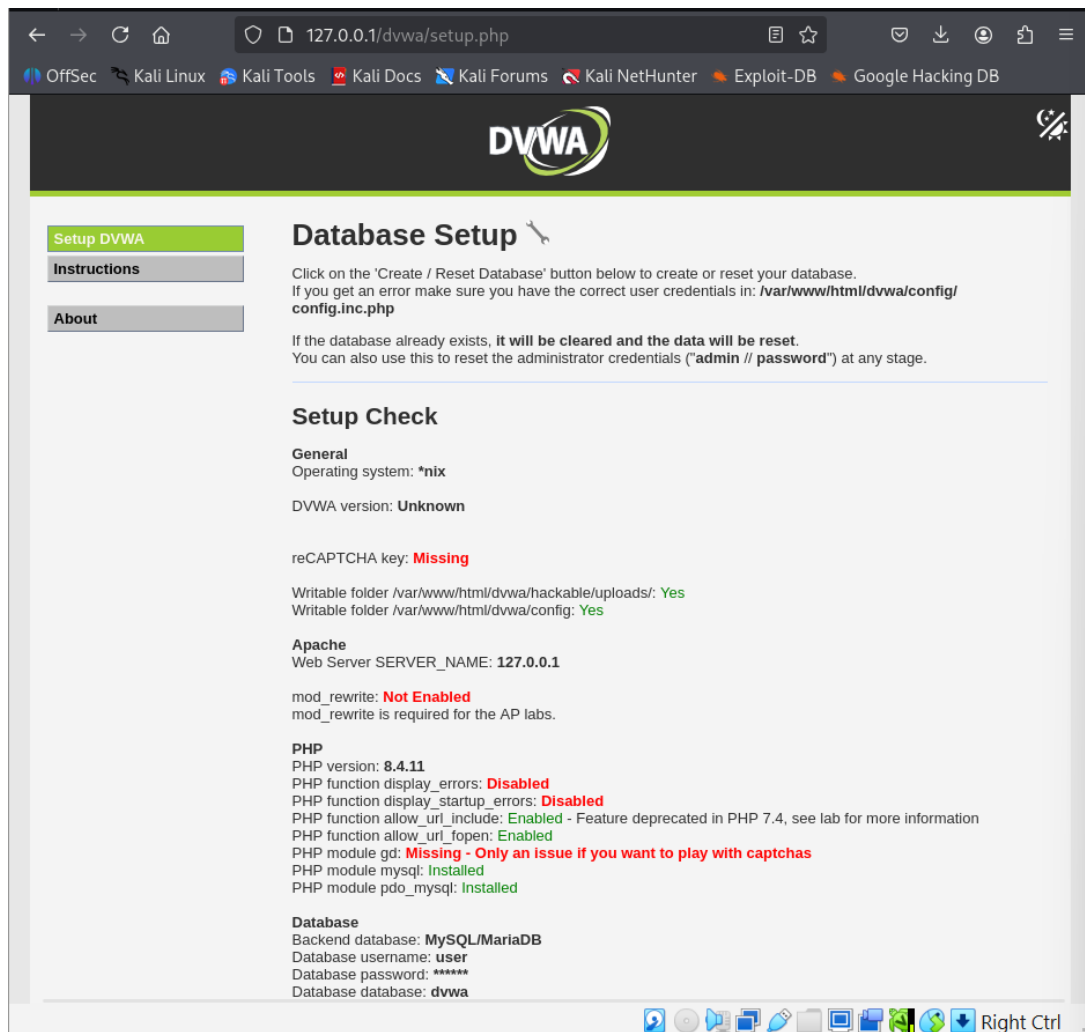 127.0.0.1/dvwa/setup.php
OffSec Kali Linux Kali Tools Kali Docs Kali Forums Kali NetHunter Exploit-DB Google Hacking DB
DVWA
Setup DVWA
Instructions
About
Database Setup
Click on the 'Create / Reset Database' button below to create or reset your database.
If you get an error make sure you have the correct user credentials in: /var/www/html/dvwa/config/
config.inc.php
If the database already exists, it will be cleared and the data will be reset.
You can also use this to reset the administrator credentials ("admin // password") at any stage.
Setup Check
General
Operating system: *nix
DVWA version: Unknown
reCAPTCHA key: Missing
Writable folder /var/www/html/dvwa/hackable/uploads/: Yes
Writable folder /var/www/html/dvwa/config: Yes
Apache
Web Server SERVER_NAME: 127.0.0.1
mod_rewrite: Not Enabled
mod_rewrite is required for the AP labs.
PHP
PHP version: 8.4.11
PHP function display_errors: Disabled
PHP function display_startup_errors: Disabled
PHP function allow_url_include: Enabled - Feature deprecated in PHP 7.4, see lab for more information
PHP function allow_url_fopen: Enabled
PHP module gd: Missing - Only an issue if you want to play with captchas
PHP module mysql: Installed
PHP module pdo_mysql: Installed
Database
Backend database: MySQL/MariaDB
Database username: user
Database password: ******
Database database: dvwa
Right Ctrl